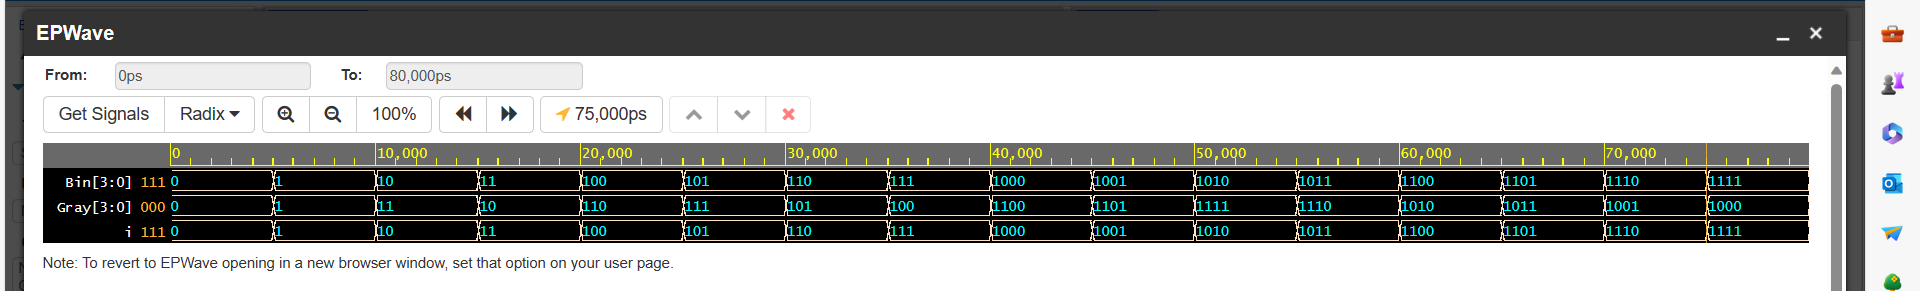 EPWave
From: 0ps To: 80,000ps
Get Signals Radix 100% 75,000ps
0 10,000 20,000 30,000 40,000 50,000 60,000 70,000
Bin[3:0] 111 0 1 10 11 100 101 110 111 1000 1001 1010 1011 1100 1101 1110 1111
Gray[3:0] 000 0 1 11 10 110 111 101 100 1100 1101 1111 1110 1010 1011 1001 1000
i 111 0 1 10 11 100 101 110 111 1000 1001 1010 1011 1100 1101 1110 1111
Note: To revert to EPWave opening in a new browser window, set that option on your user page.